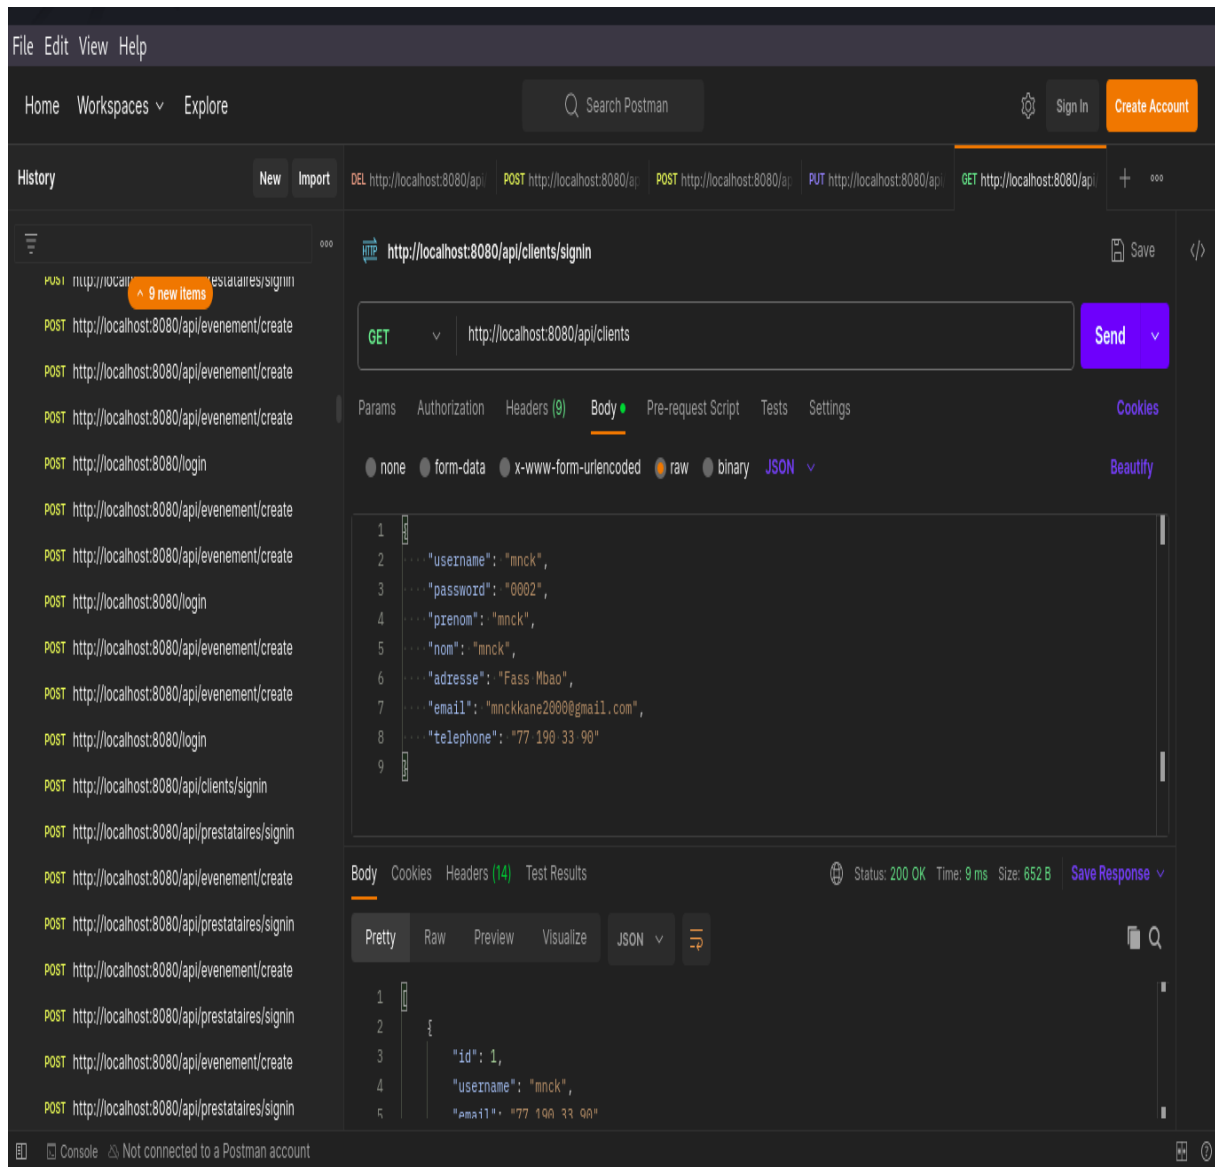 File Edit View Help
Home Workspaces Explore Search Postman Sign In Create Account
History New Import
DEL http://localhost:8080/api/ POST http://localhost:8080/ap POST http://localhost:8080/ap PUT http://localhost:8080/api GET http://localhost:8080/api/
9 new items
POST http://localhost:8080/api/evenement/create
POST http://localhost:8080/api/evenement/create
POST http://localhost:8080/api/evenement/create
POST http://localhost:8080/login
POST http://localhost:8080/api/evenement/create
POST http://localhost:8080/api/evenement/create
POST http://localhost:8080/login
POST http://localhost:8080/api/evenement/create
POST http://localhost:8080/api/evenement/create
POST http://localhost:8080/login
POST http://localhost:8080/api/clients/signin
POST http://localhost:8080/api/prestataires/signin
POST http://localhost:8080/api/evenement/create
POST http://localhost:8080/api/prestataires/signin
POST http://localhost:8080/api/evenement/create
POST http://localhost:8080/api/prestataires/signin
POST http://localhost:8080/api/evenement/create
POST http://localhost:8080/api/prestataires/signin
HTTP http://localhost:8080/api/clients/signin Save </>
GET http://localhost:8080/api/clients Send
Params Authorization Headers (9) Body Pre-request Script Tests Settings Cookies
none form-data x-www-form-urlencoded raw binary JSON Beautify
1 {
2 "username": "mnck",
3 "password": "0002",
4 "prenom": "mnck",
5 "nom": "mnck",
6 "adresse": "Fass Mbao",
7 "email": "mnckkane2000@gmail.com",
8 "telephone": "77 190 33 90"
9 }
Body Cookies Headers (14) Test Results Status: 200 OK Time: 9 ms Size: 652 B Save Response
Pretty Raw Preview Visualize JSON
1 [
2 {
3 "id": 1,
4 "username": "mnck",
5 "email": "77 190 33 90"
Console Not connected to a Postman account